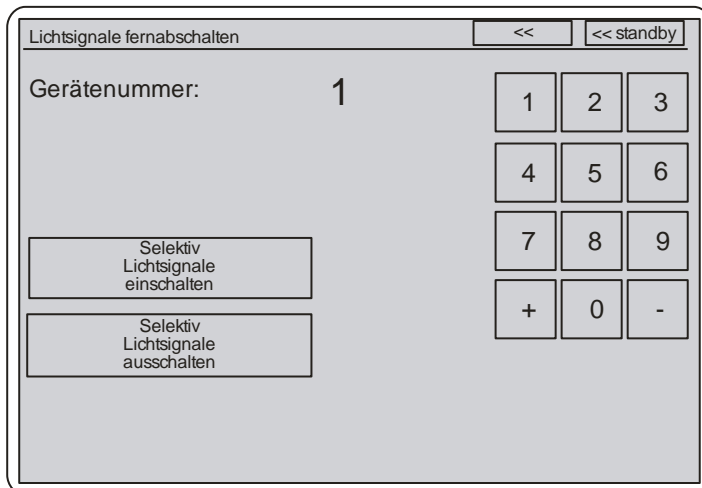 Lichtsignale fernabschalten << << standby
Gerätenummer: 1
1 2 3
4 5 6
7 8 9
+ 0 -
Selektiv
Lichtsignale
einschalten
Selektiv
Lichtsignale
ausschalten